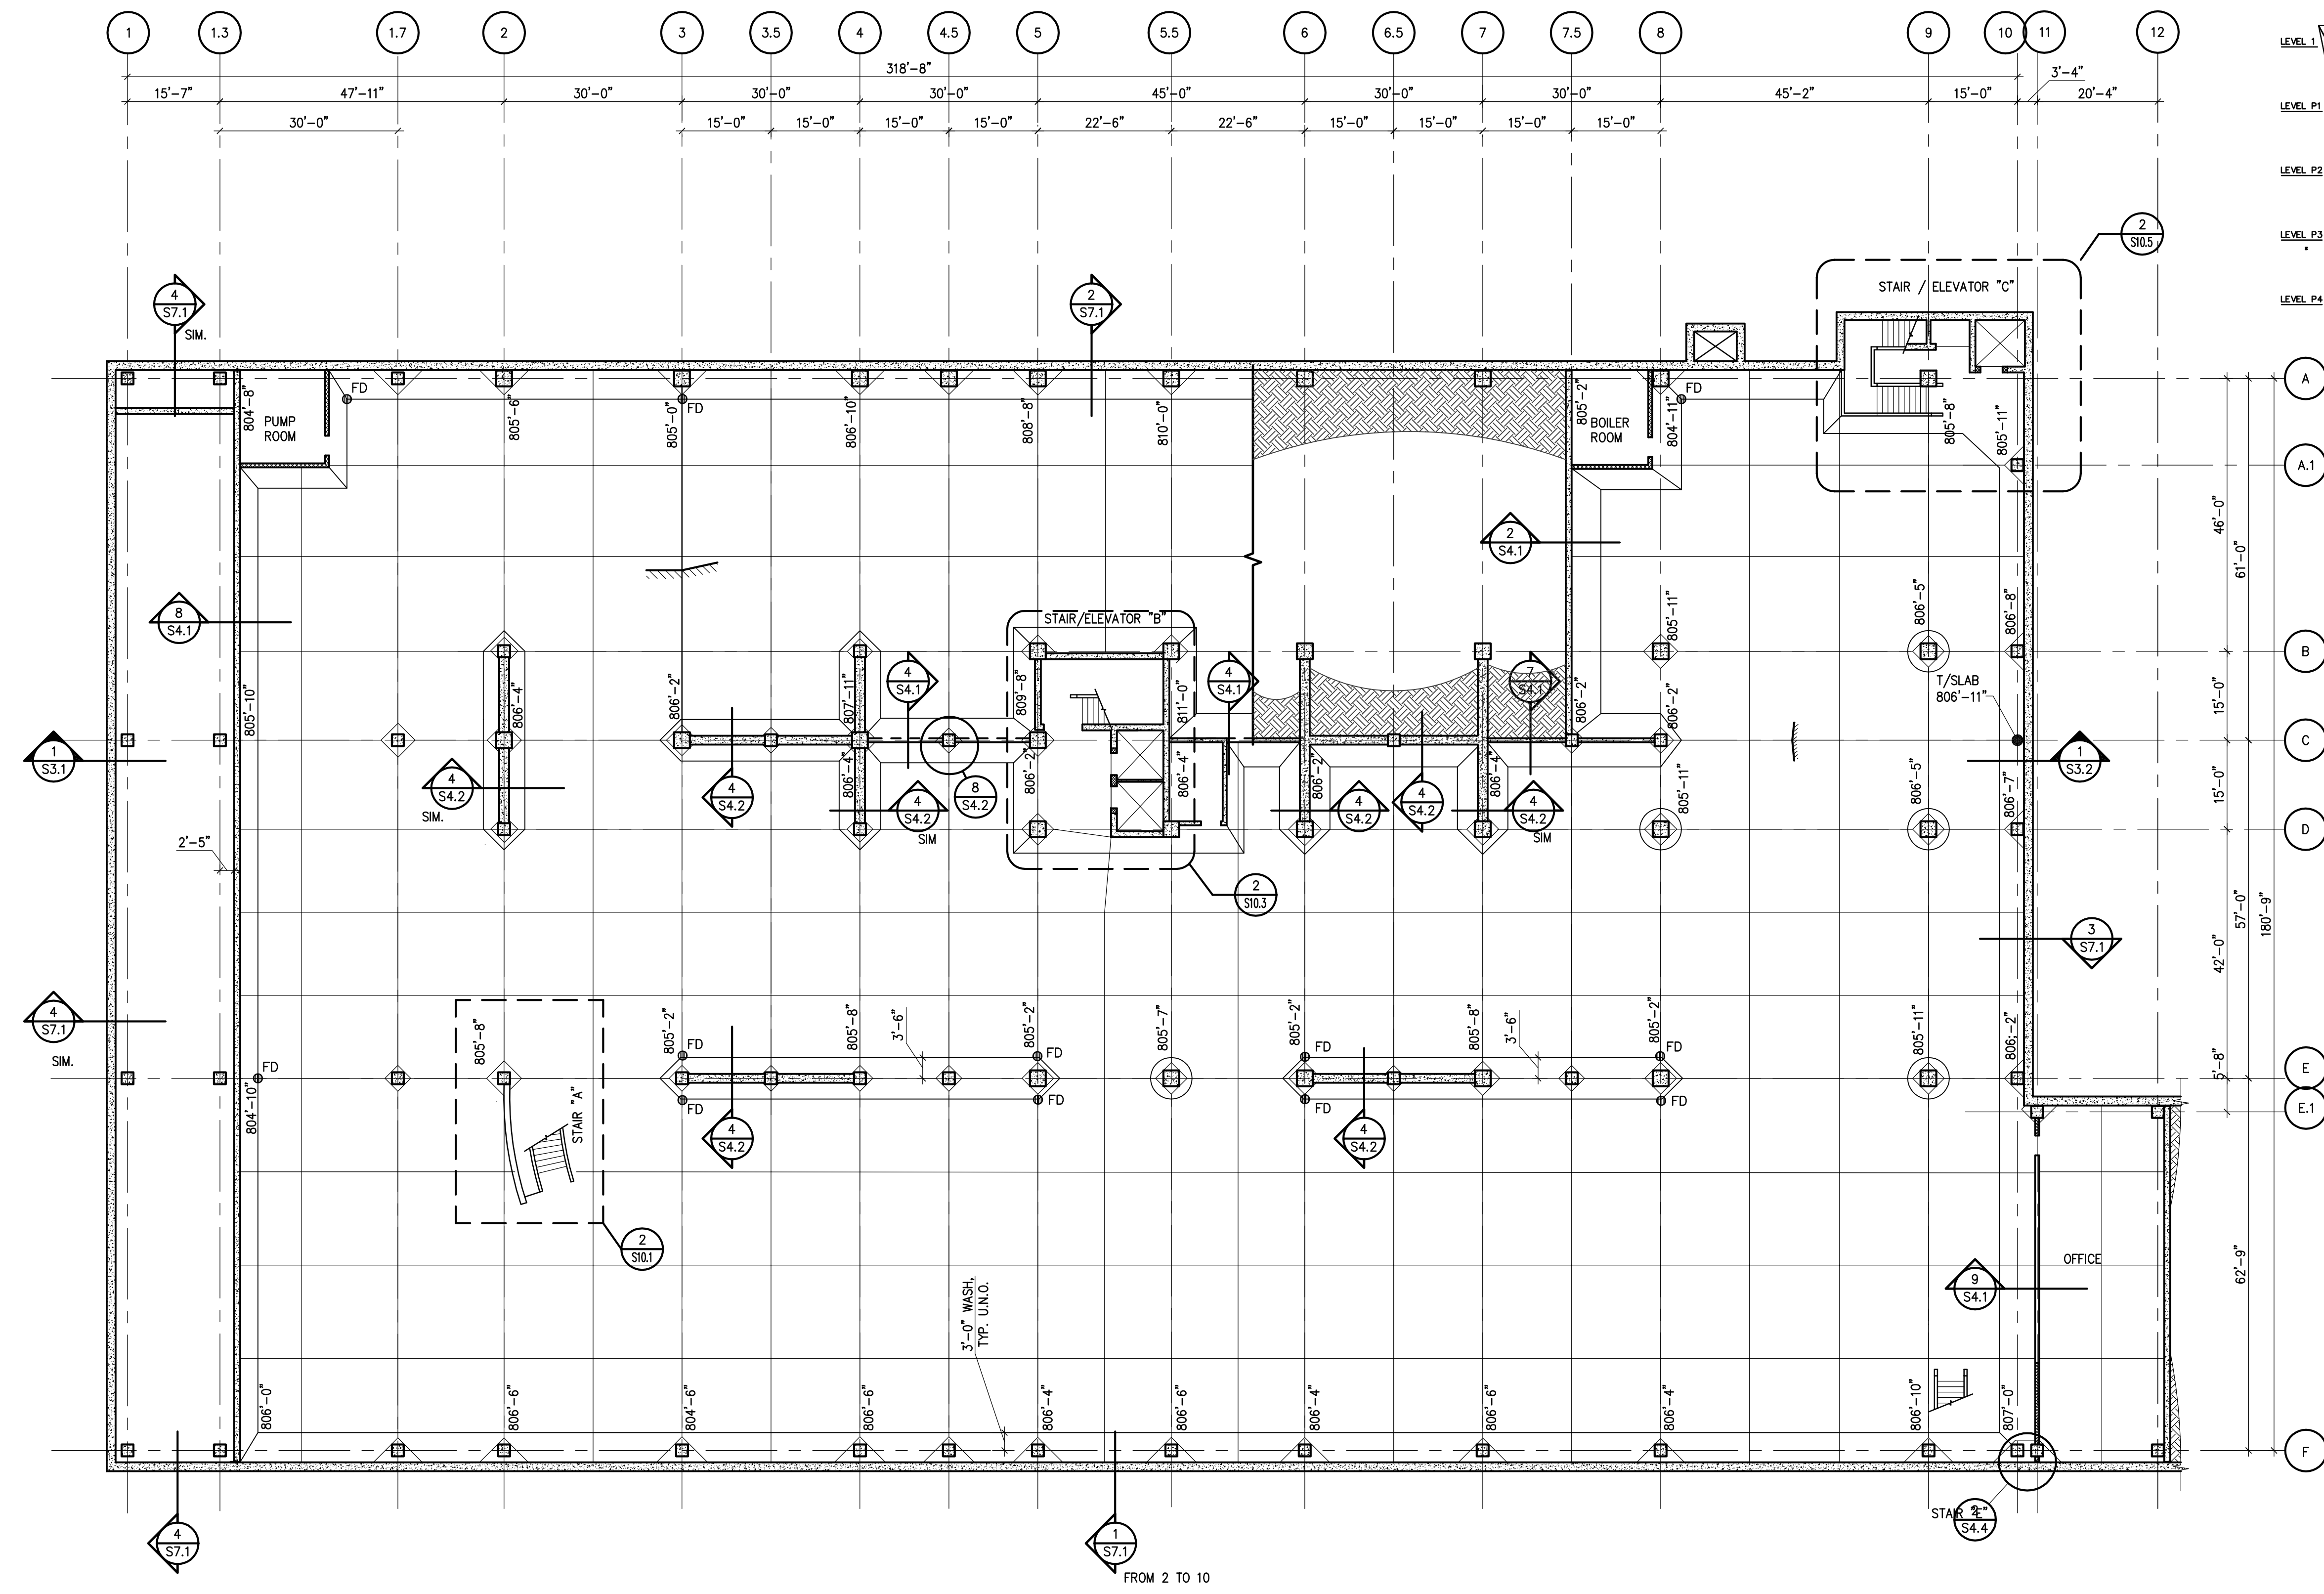 1 1.3 1.7 2 3 3.5 4 4.5 5 5.5 6 6.5 7 7.5 8 9 10 11 12
LEVEL 1
318'-8"
3'-4"
15'-7" 47'-11" 30'-0" 30'-0" 30'-0" 45'-0" 30'-0" 30'-0" 45'-2" 15'-0" 20'-4"
LEVEL P1
30'-0" 15'-0" 15'-0" 15'-0" 15'-0" 22'-6" 22'-6" 15'-0" 15'-0" 15'-0" 15'-0"
LEVEL P2
LEVEL P3
LEVEL P4
2
S10.5
STAIR / ELEVATOR "C"
4
S7.1
SIM.
2
S7.1
A
FD
FD
FD
804'-8"
PUMP
ROOM
805'-6"
805'-0"
806'-10"
808'-8"
810'-0"
805'-2"
BOILER
ROOM
804'-11"
805'-8"
805'-11"
A.1
46'-0"
61'-0"
180'-9"
2
S4.1
8
S4.1
STAIR/ELEVATOR "B"
805'-11"
806'-5"
806'-8"
B
805'-10"
806'-4"
806'-2"
807'-11"
4
S4.1
809'-8"
811'-0"
4
S4.1
7
S4.1
806'-2"
806'-2"
T/SLAB
806'-11"
15'-0"
C
1
S3.1
1
S3.2
4
S4.2
SIM.
4
S4.2
806'-4"
4
S4.2
SIM
8
S4.2
806'-2"
806'-4"
806'-2"
4
S4.2
4
S4.2
806'-4"
4
S4.2
SIM
805'-11"
806'-5"
806'-7"
15'-0"
D
2'-5"
2
S10.3
3
S7.1
57'-0"
42'-0"
4
S7.1
SIM.
805'-8"
805'-2"
FD
805'-8"
3'-6"
805'-2"
FD
805'-7"
805'-2"
FD
805'-8"
3'-6"
805'-2"
FD
805'-11"
806;-2"
5'-8"
E
FD
804'-10"
FD
FD
FD
FD
E.1
STAIR "A"
4
S4.2
4
S4.2
2
S10.1
OFFICE
9
S4.1
62'-9"
3'-0" WASH,
TYP. U.N.O.
806'-0"
806'-6"
804'-6"
806'-6"
806'-4"
806'-6"
806'-4"
806'-6"
806'-4"
806'-10"
807'-0"
F
STAIR "E"
2
S4.4
4
S7.1
1
S7.1
FROM 2 TO 10